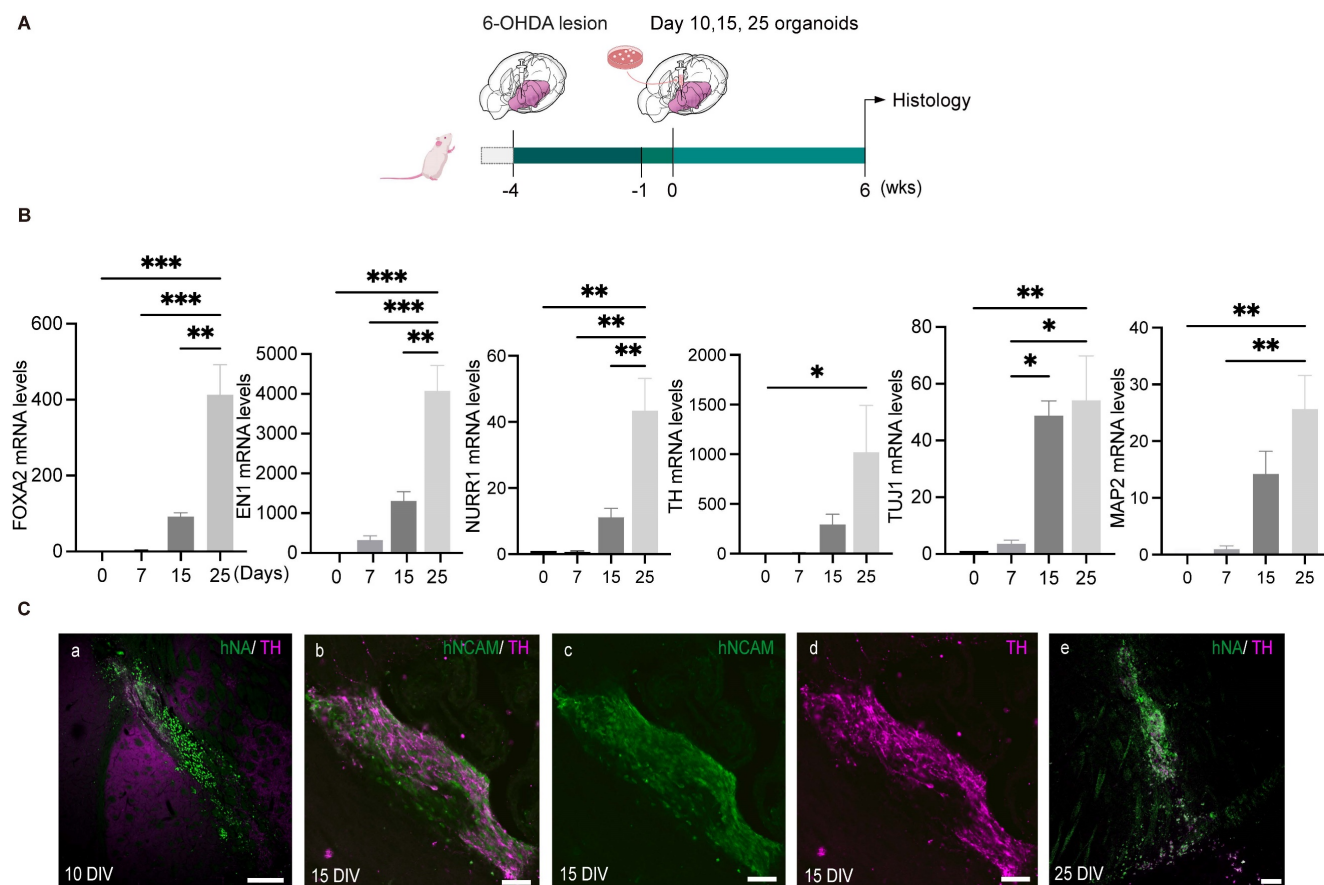 A
6-OHDA lesion
Day 10,15, 25 organoids
Histology
-4
-1
0
6
(wks)
B
***
***
**
FOXA2 mRNA levels
600
400
200
0
0 7 15 25 (Days)
***
***
**
EN1 mRNA levels
5000
4000
3000
2000
1000
0
0 7 15 25
**
**
**
NURR1 mRNA levels
60
40
20
0
0 7 15 25
*
TH mRNA levels
2000
1500
1000
500
0
0 7 15 25
**
*
*
TUJ1 mRNA levels
80
60
40
20
0
0 7 15 25
**
**
MAP2 mRNA levels
40
30
20
10
0
0 7 15 25
C
a
hNA/ TH
10 DIV
b
hNCAM/ TH
15 DIV
c
hNCAM
15 DIV
d
TH
15 DIV
e
hNA/ TH
25 DIV